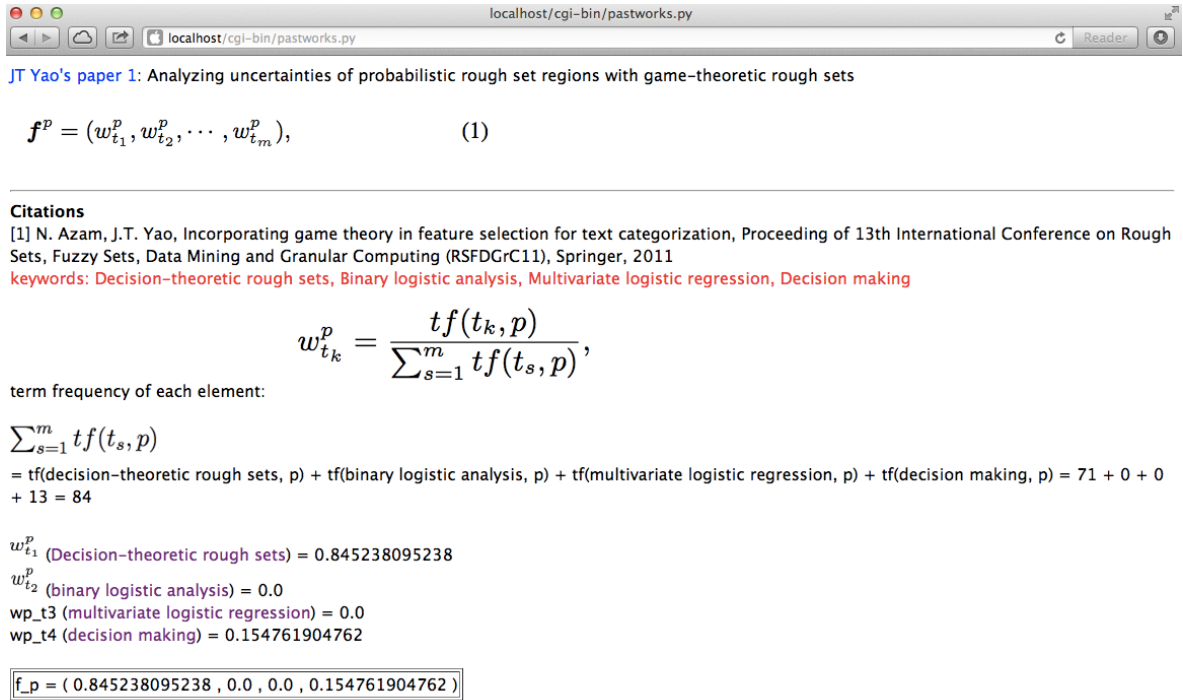 localhost/cgi-bin/pastworks.py
localhost/cgi-bin/pastworks.py
Reader
JT Yao's paper 1: Analyzing uncertainties of probabilistic rough set regions with game-theoretic rough sets
𝒇^p = (w^p_{t_1}, w^p_{t_2}, ⋯ , w^p_{t_m}), (1)
Citations
[1] N. Azam, J.T. Yao, Incorporating game theory in feature selection for text categorization, Proceeding of 13th International Conference on Rough
Sets, Fuzzy Sets, Data Mining and Granular Computing (RSFDGrC11), Springer, 2011
keywords: Decision-theoretic rough sets, Binary logistic analysis, Multivariate logistic regression, Decision making
w^p_{t_k} = \frac{tf(t_k, p)}{\sum_{s=1}^{m} tf(t_s, p)},
term frequency of each element:
\sum_{s=1}^{m} tf(t_s, p)
= tf(decision-theoretic rough sets, p) + tf(binary logistic analysis, p) + tf(multivariate logistic regression, p) + tf(decision making, p) = 71 + 0 + 0
+ 13 = 84
w^p_{t_1} (Decision-theoretic rough sets) = 0.845238095238
w^p_{t_2} (binary logistic analysis) = 0.0
wp_t3 (multivariate logistic regression) = 0.0
wp_t4 (decision making) = 0.154761904762
f_p = ( 0.845238095238 , 0.0 , 0.0 , 0.154761904762 )